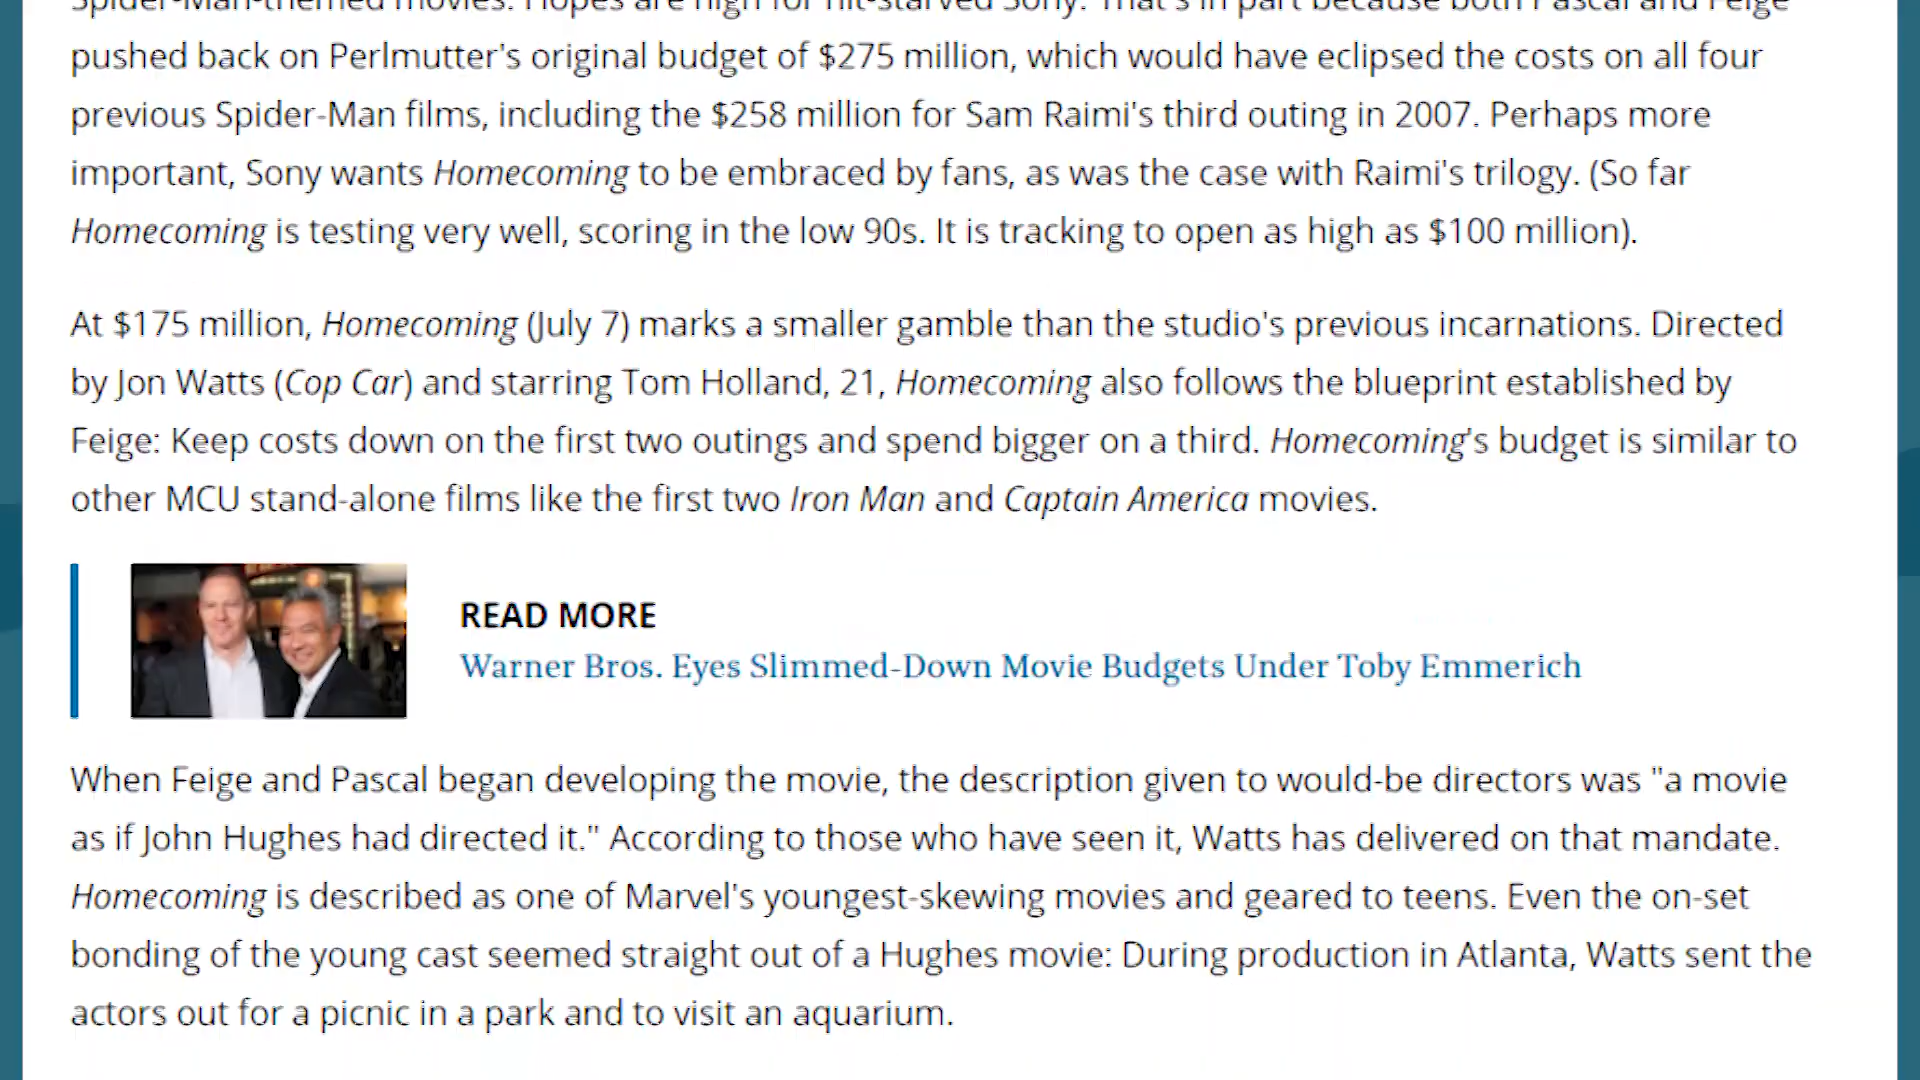 Spider-Man-themed movies. Hopes are high for hit-starved Sony. That's in part because both Pascal and Feige
pushed back on Perlmutter's original budget of $275 million, which would have eclipsed the costs on all four
previous Spider-Man films, including the $258 million for Sam Raimi's third outing in 2007. Perhaps more
important, Sony wants Homecoming to be embraced by fans, as was the case with Raimi's trilogy. (So far
Homecoming is testing very well, scoring in the low 90s. It is tracking to open as high as $100 million).
At $175 million, Homecoming (July 7) marks a smaller gamble than the studio's previous incarnations. Directed
by Jon Watts (Cop Car) and starring Tom Holland, 21, Homecoming also follows the blueprint established by
Feige: Keep costs down on the first two outings and spend bigger on a third. Homecoming's budget is similar to
other MCU stand-alone films like the first two Iron Man and Captain America movies.
READ MORE
Warner Bros. Eyes Slimmed-Down Movie Budgets Under Toby Emmerich
When Feige and Pascal began developing the movie, the description given to would-be directors was "a movie
as if John Hughes had directed it." According to those who have seen it, Watts has delivered on that mandate.
Homecoming is described as one of Marvel's youngest-skewing movies and geared to teens. Even the on-set
bonding of the young cast seemed straight out of a Hughes movie: During production in Atlanta, Watts sent the
actors out for a picnic in a park and to visit an aquarium.